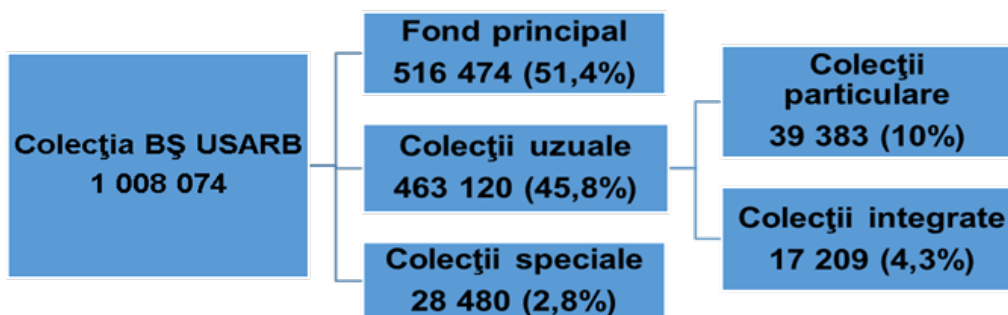 Colecţia BŞ USARB
1 008 074
Fond principal
516 474 (51,4%)
Colecţii uzuale
463 120 (45,8%)
Colecţii speciale
28 480 (2,8%)
Colecţii
particulare
39 383 (10%)
Colecţii integrate
17 209 (4,3%)